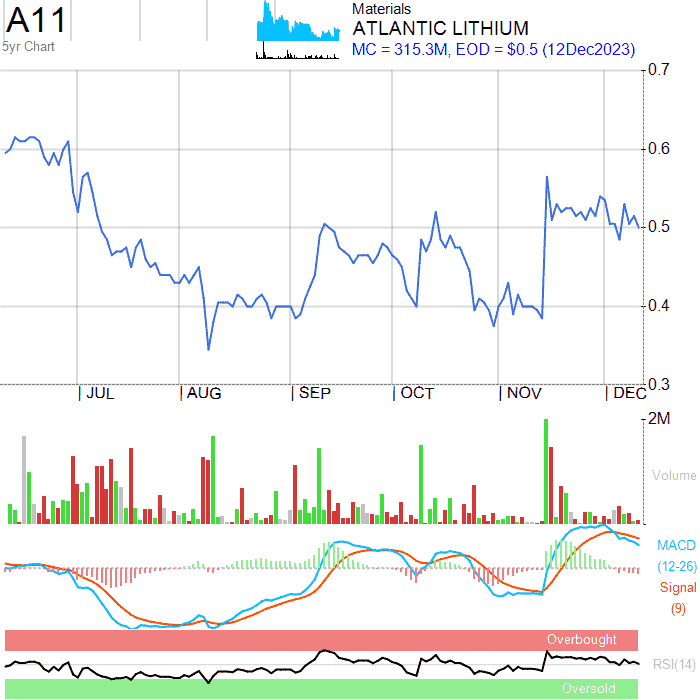 A11
5yr Chart
Materials
ATLANTIC LITHIUM
MC = 315.3M, EOD = $0.5 (12Dec2023)
0.7
0.6
0.5
0.4
0.3
JUL AUG SEP OCT NOV DEC
2M
Volume
MACD
(12-26)
Signal
(9)
Overbought
RSI(14)
Oversold